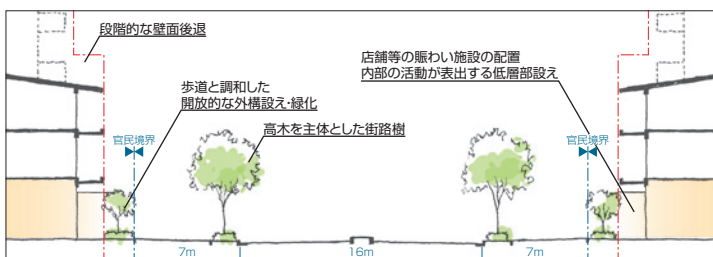 段階的な壁面後退
店舗等の賑わい施設の配置
内部の活動が表出する低層部設え
歩道と調和した
開放的な外構設え・緑化
高木を主体とした街路樹
官民境界
官民境界
7m
16m
7m